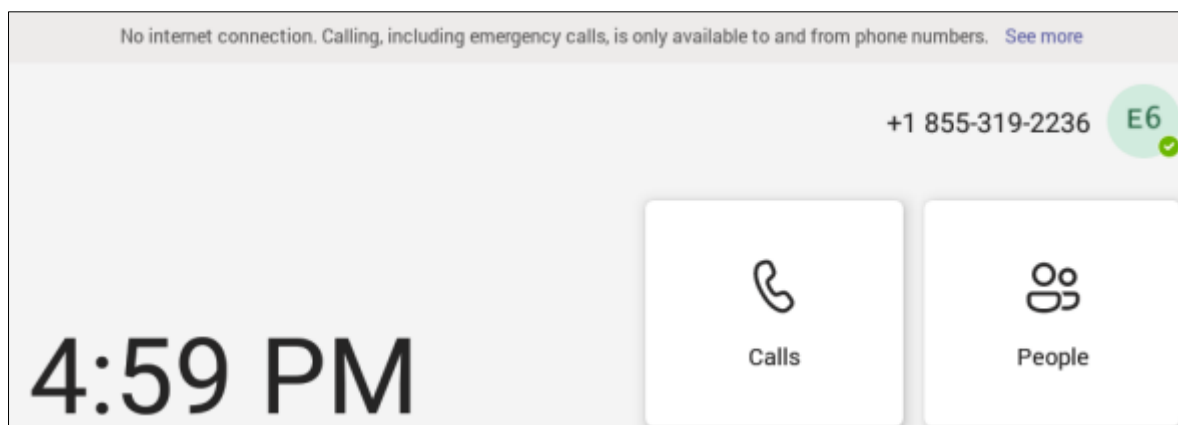 No internet connection. Calling, including emergency calls, is only available to and from phone numbers. See more
+1 855-319-2236 E6
Calls People
4:59 PM